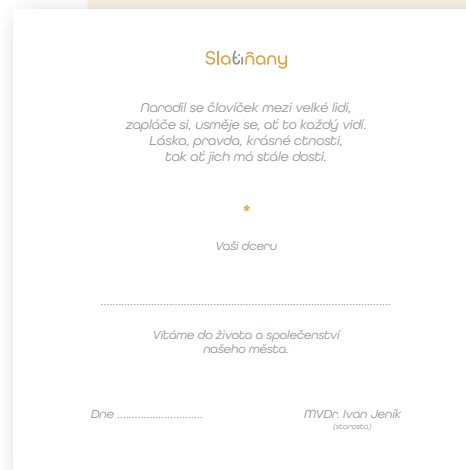 Slatiňany
Narodil se človíček mezi velké lidi,
zapláče si, usměje se, ať to každý vidí.
Láska, pravda, krásné ctnosti,
tak ať jich má stále dosti.
*
Vaši dceru
................................................................................................
Vítáme do života a společenství
našeho města.
Dne ............................. MVDr. Ivan Jeník
(starosta)